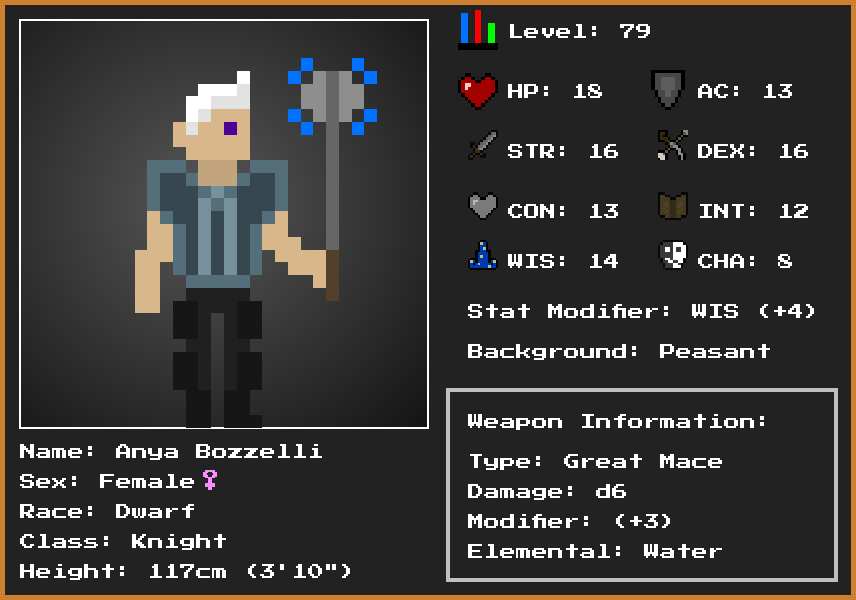 Level: 79
HP: 18
AC: 13
STR: 16
DEX: 16
CON: 13
INT: 12
WIS: 14
CHA: 8
Stat Modifier: WIS (+4)
Background: Peasant
Name: Anya Bozzelli
Sex: Female♀
Race: Dwarf
Class: Knight
Height: 117cm (3'10")
Weapon Information:
Type: Great Mace
Damage: d6
Modifier: (+3)
Elemental: Water